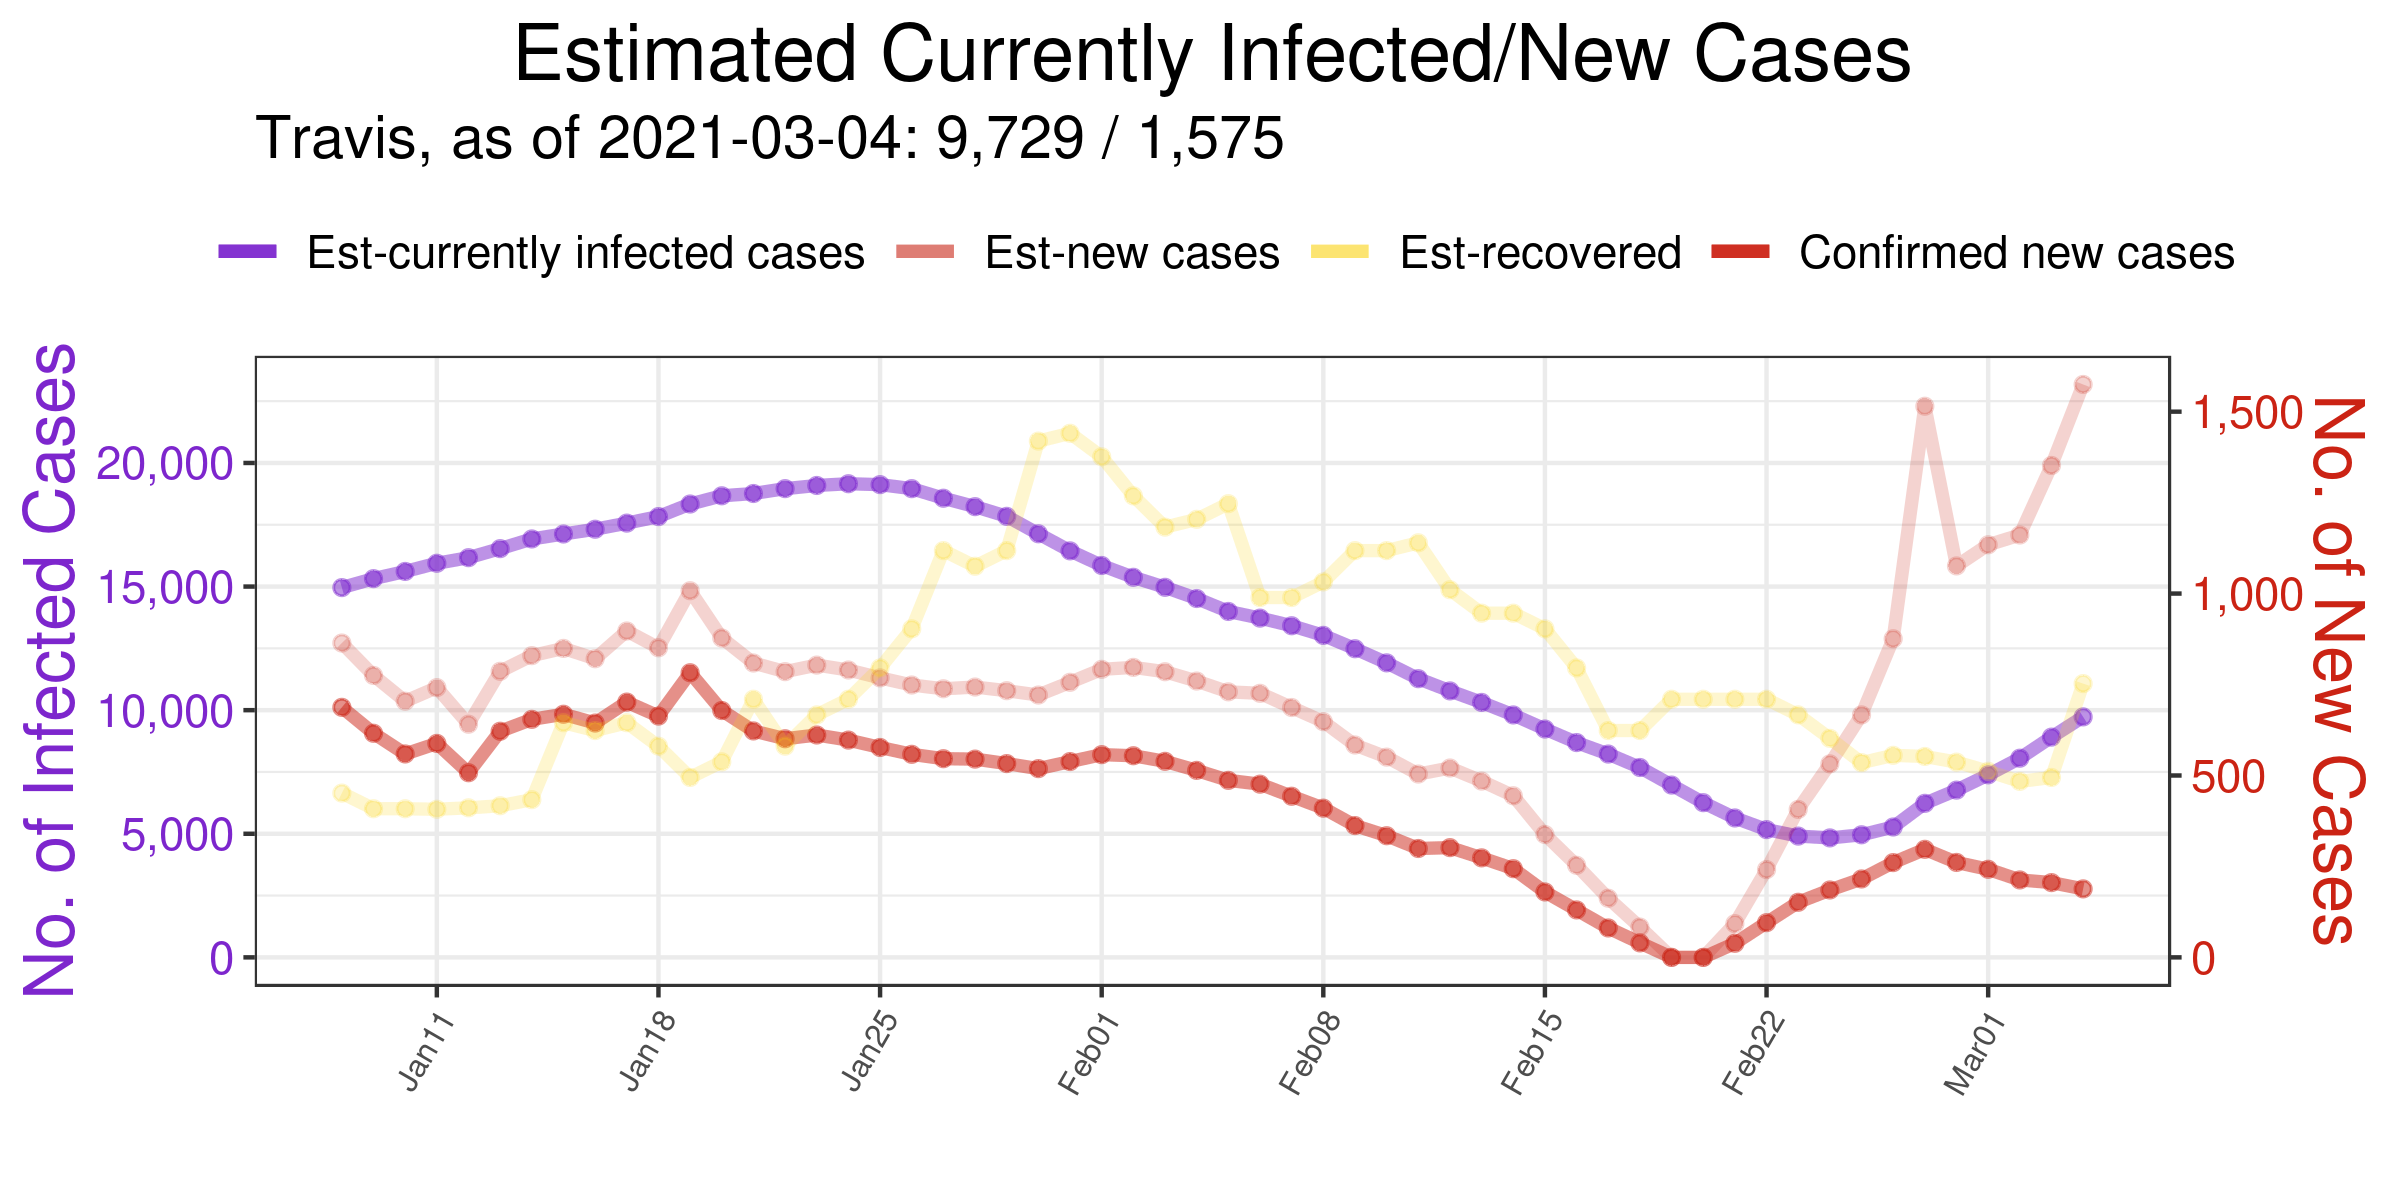 Estimated Currently Infected/New Cases
Travis, as of 2021-03-04: 9,729 / 1,575
Est-currently infected cases Est-new cases Est-recovered Confirmed new cases
No. of Infected Cases
20,000
15,000
10,000
5,000
0
1,500
1,000
500
0
No. of New Cases
Jan11 Jan18 Jan25 Feb01 Feb08 Feb15 Feb22 Mar01